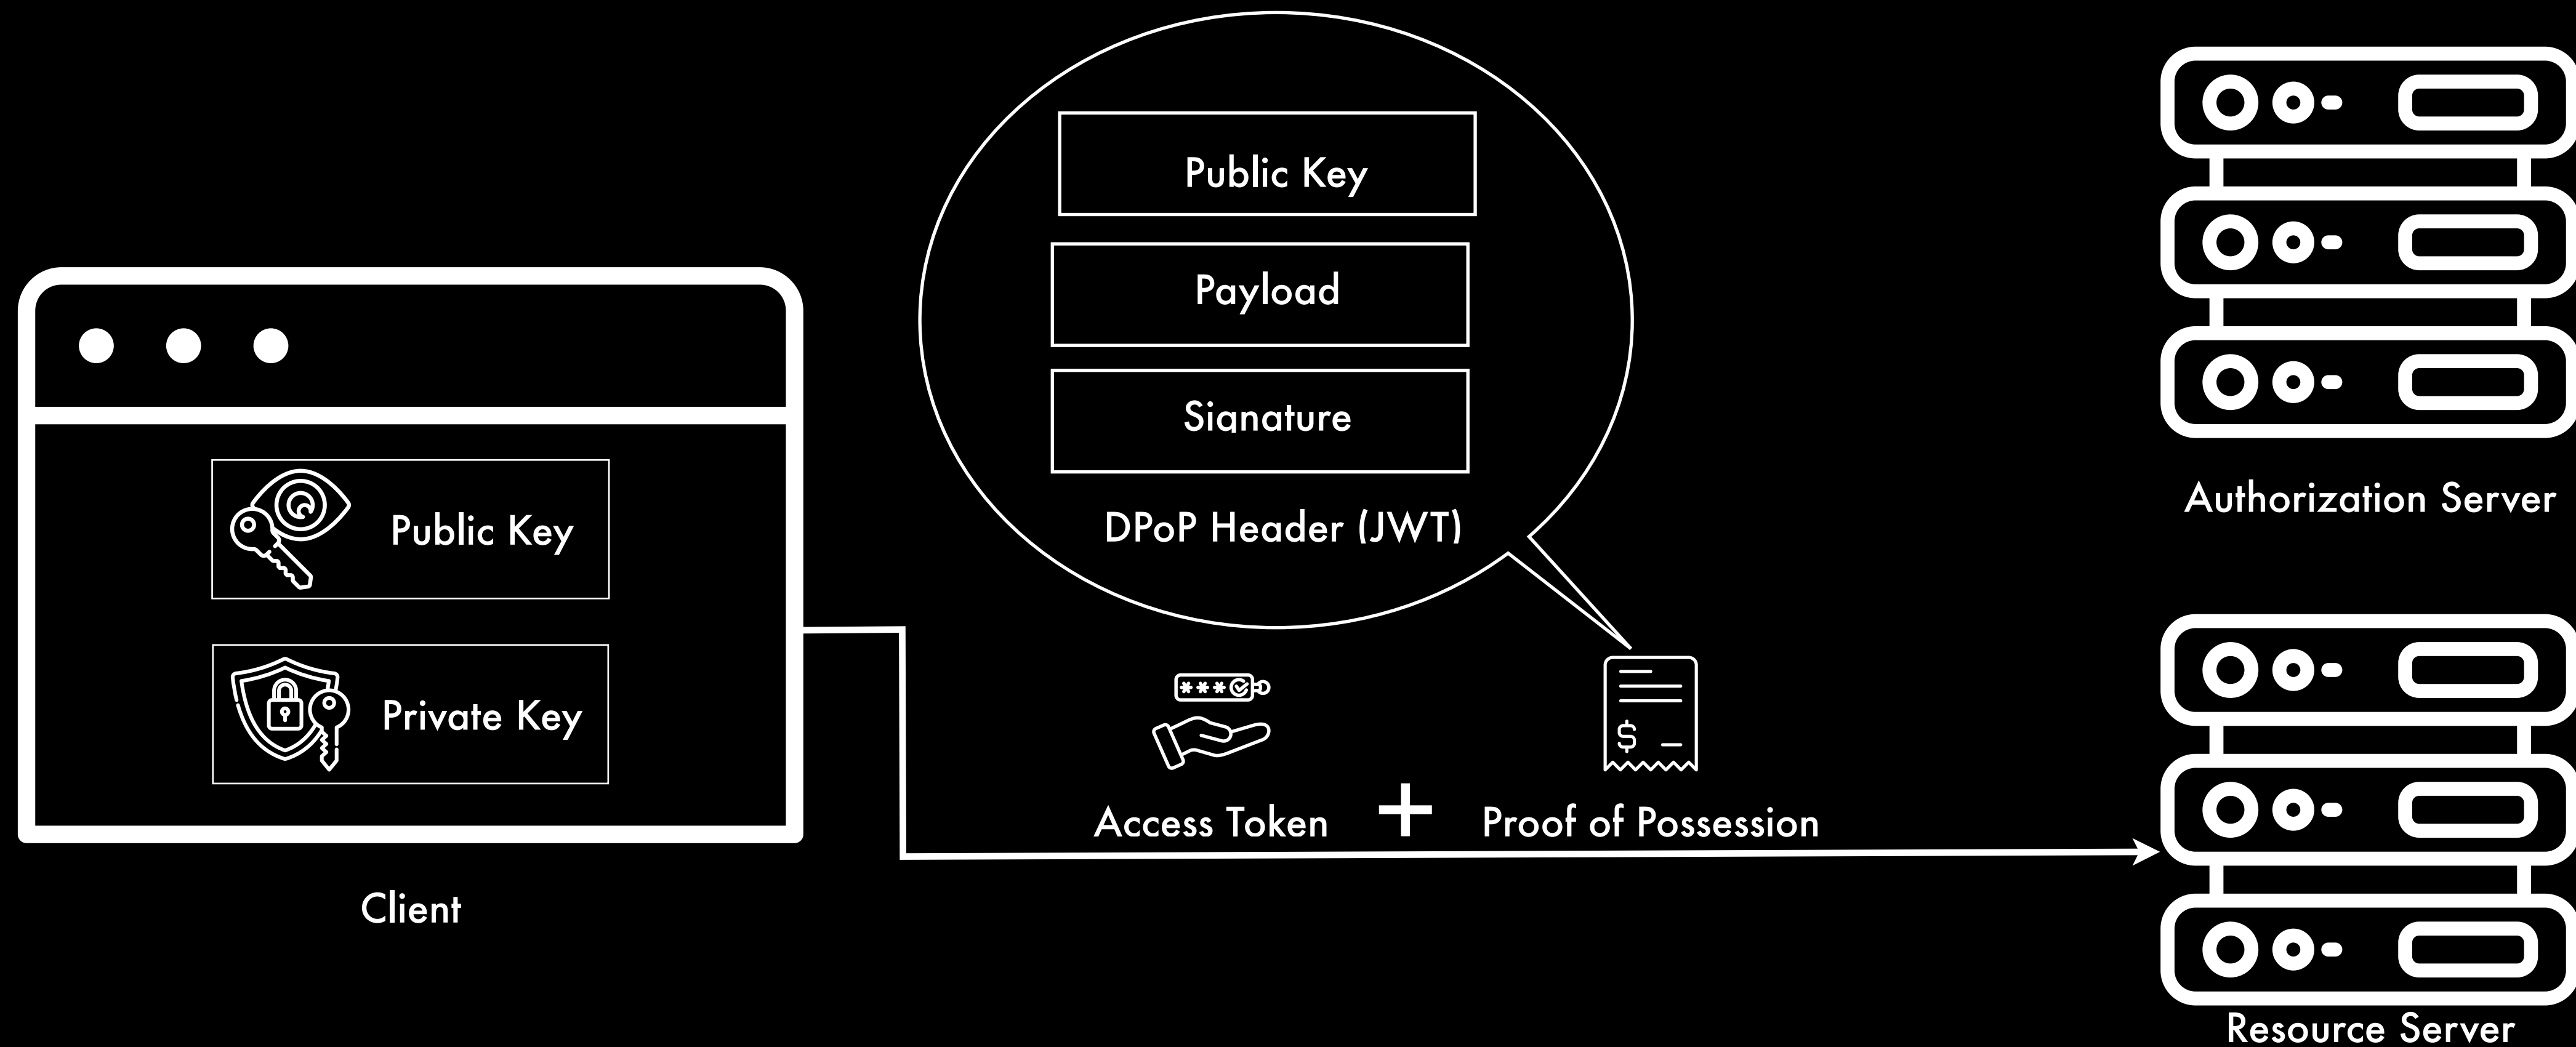 Public Key
Payload
Signature
DPoP Header (JWT)
Public Key
Private Key
Client
***
Access Token
+
Proof of Possession
$
Authorization Server
Resource Server